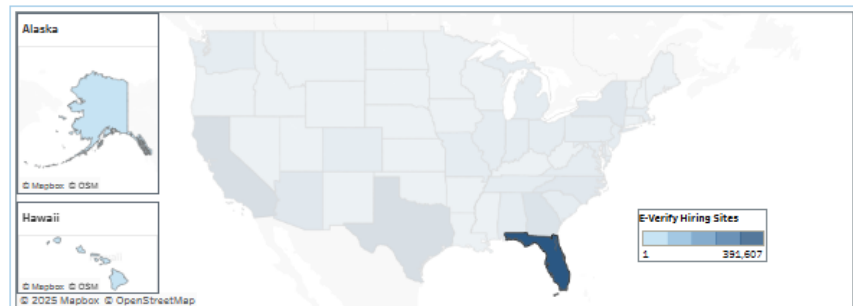 Alaska
© Mapbox © OSM
Hawaii
© Mapbox © OSM
© 2025 Mapbox © OpenStreetMap
E-Verify Hiring Sites
1 391,607